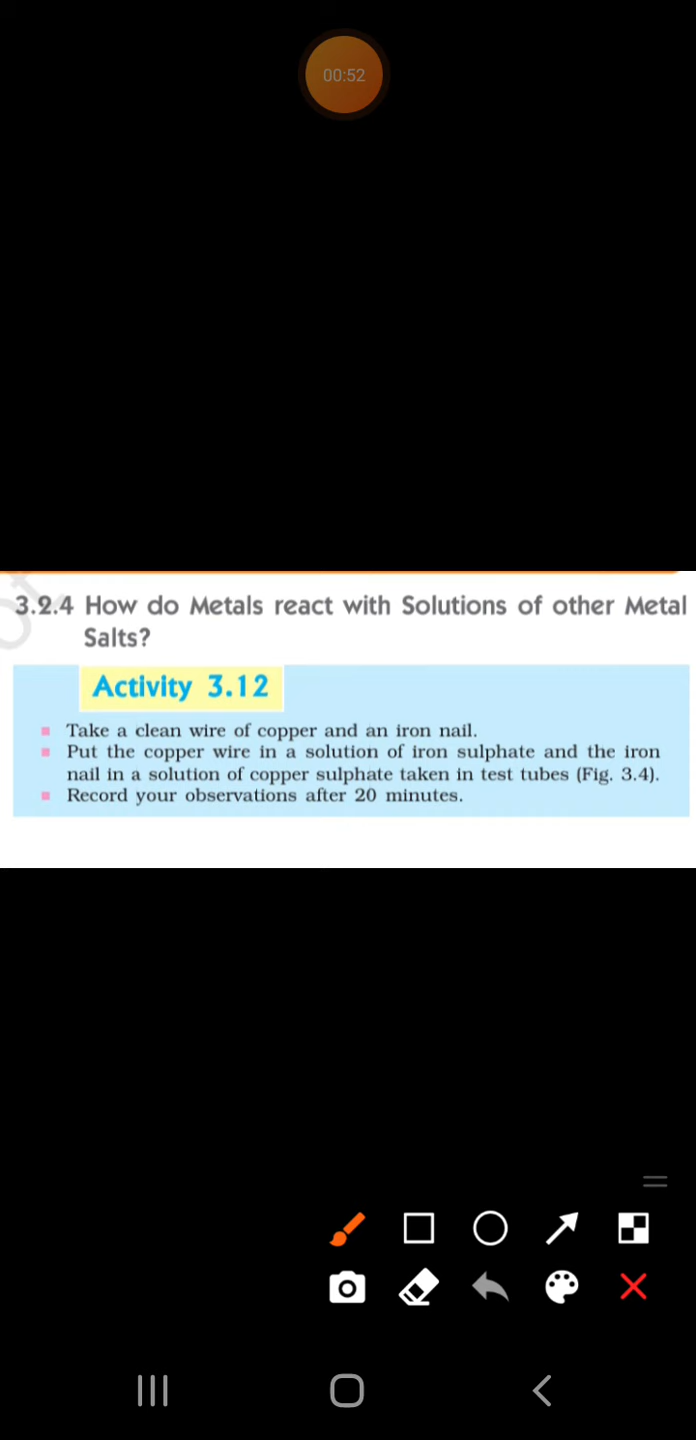 00:52
3.2.4 How do Metals react with Solutions of other Metal
Salts?
Activity 3.12
Take a clean wire of copper and an iron nail.
Put the copper wire in a solution of iron sulphate and the iron
nail in a solution of copper sulphate taken in test tubes (Fig. 3.4).
Record your observations after 20 minutes.